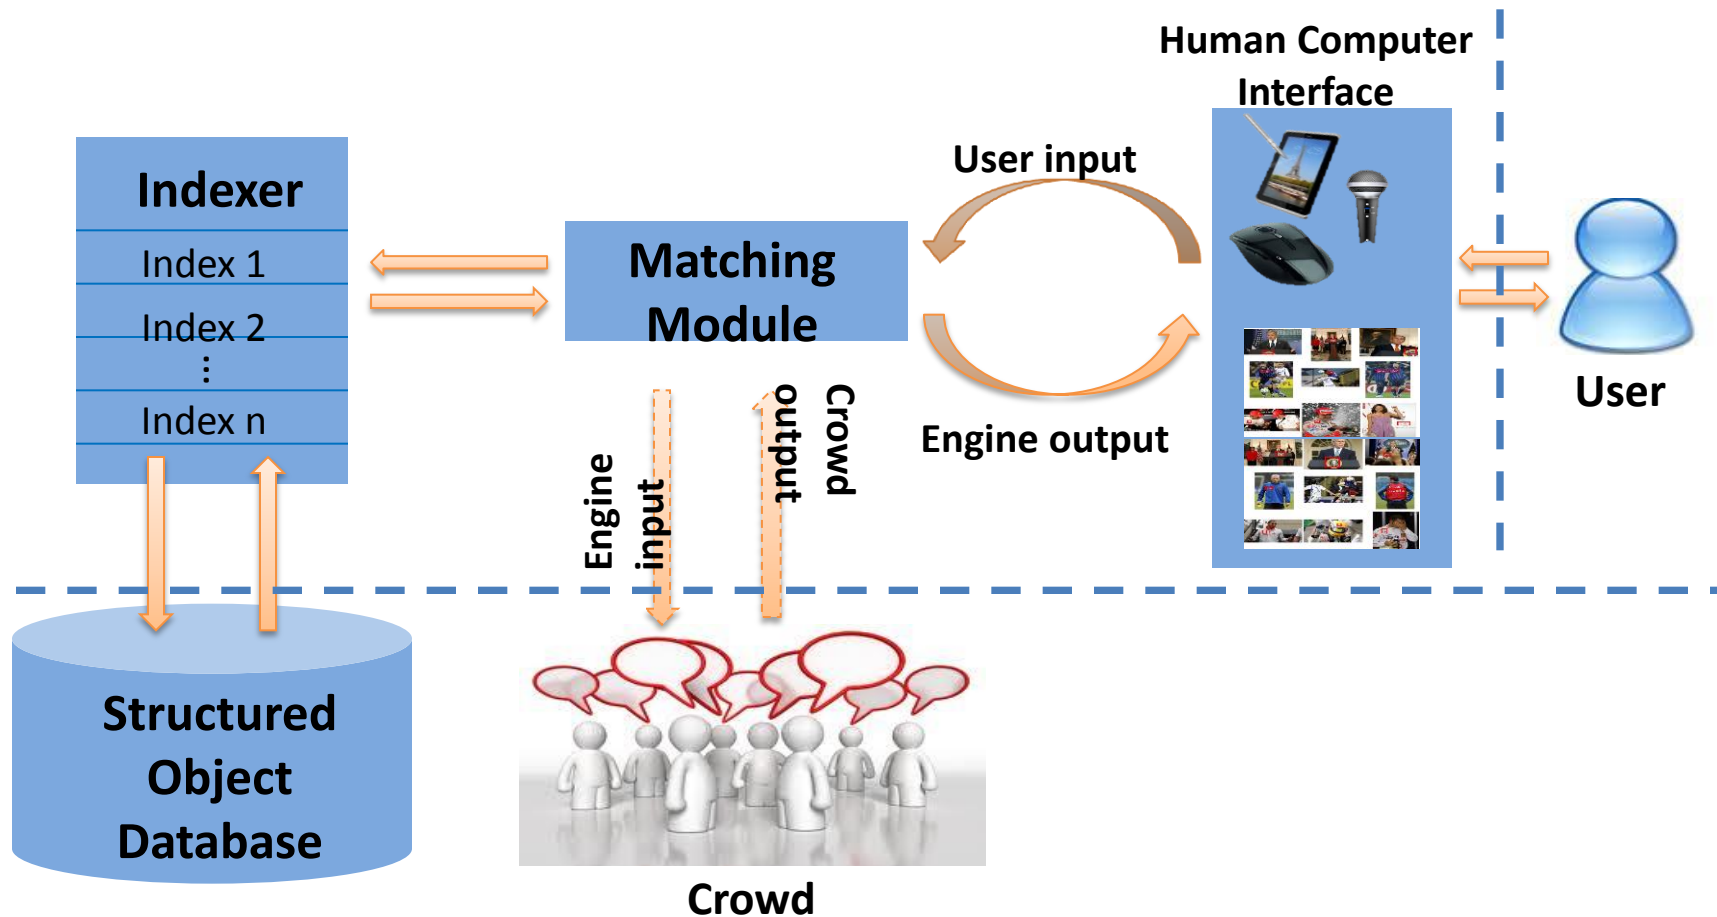 Human Computer
Interface
User input
Indexer
Index 1
Index 2
⋮
Index n
Matching
Module
Engine output
User
Engine
input
Crowd
output
Structured
Object
Database
Crowd